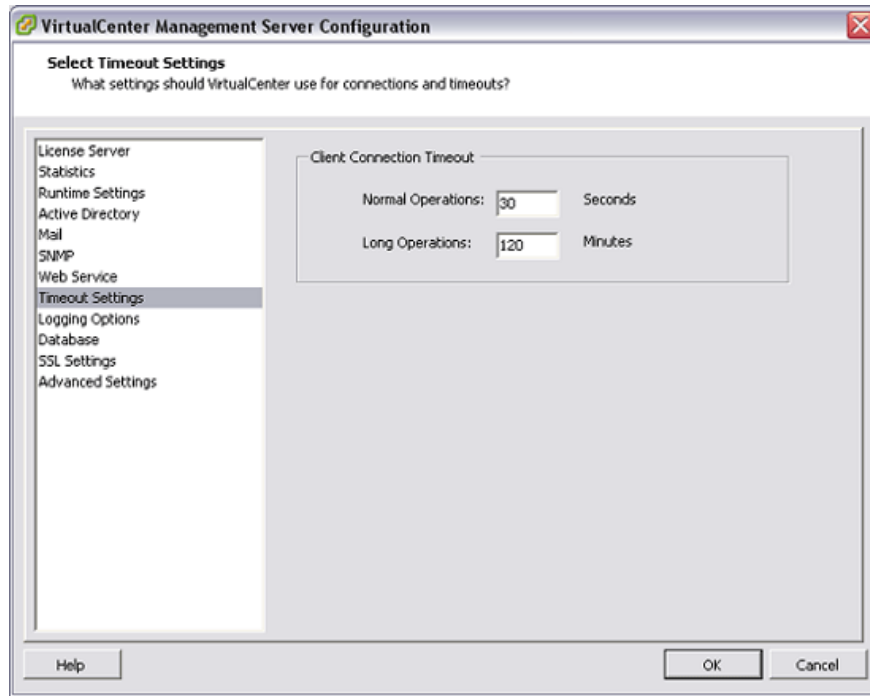 VirtualCenter Management Server Configuration
Select Timeout Settings
What settings should VirtualCenter use for connections and timeouts?
License Server
Statistics
Runtime Settings
Active Directory
Mail
SNMP
Web Service
Timeout Settings
Logging Options
Database
SSL Settings
Advanced Settings
Client Connection Timeout
Normal Operations: 30 Seconds
Long Operations: 120 Minutes
Help
OK
Cancel